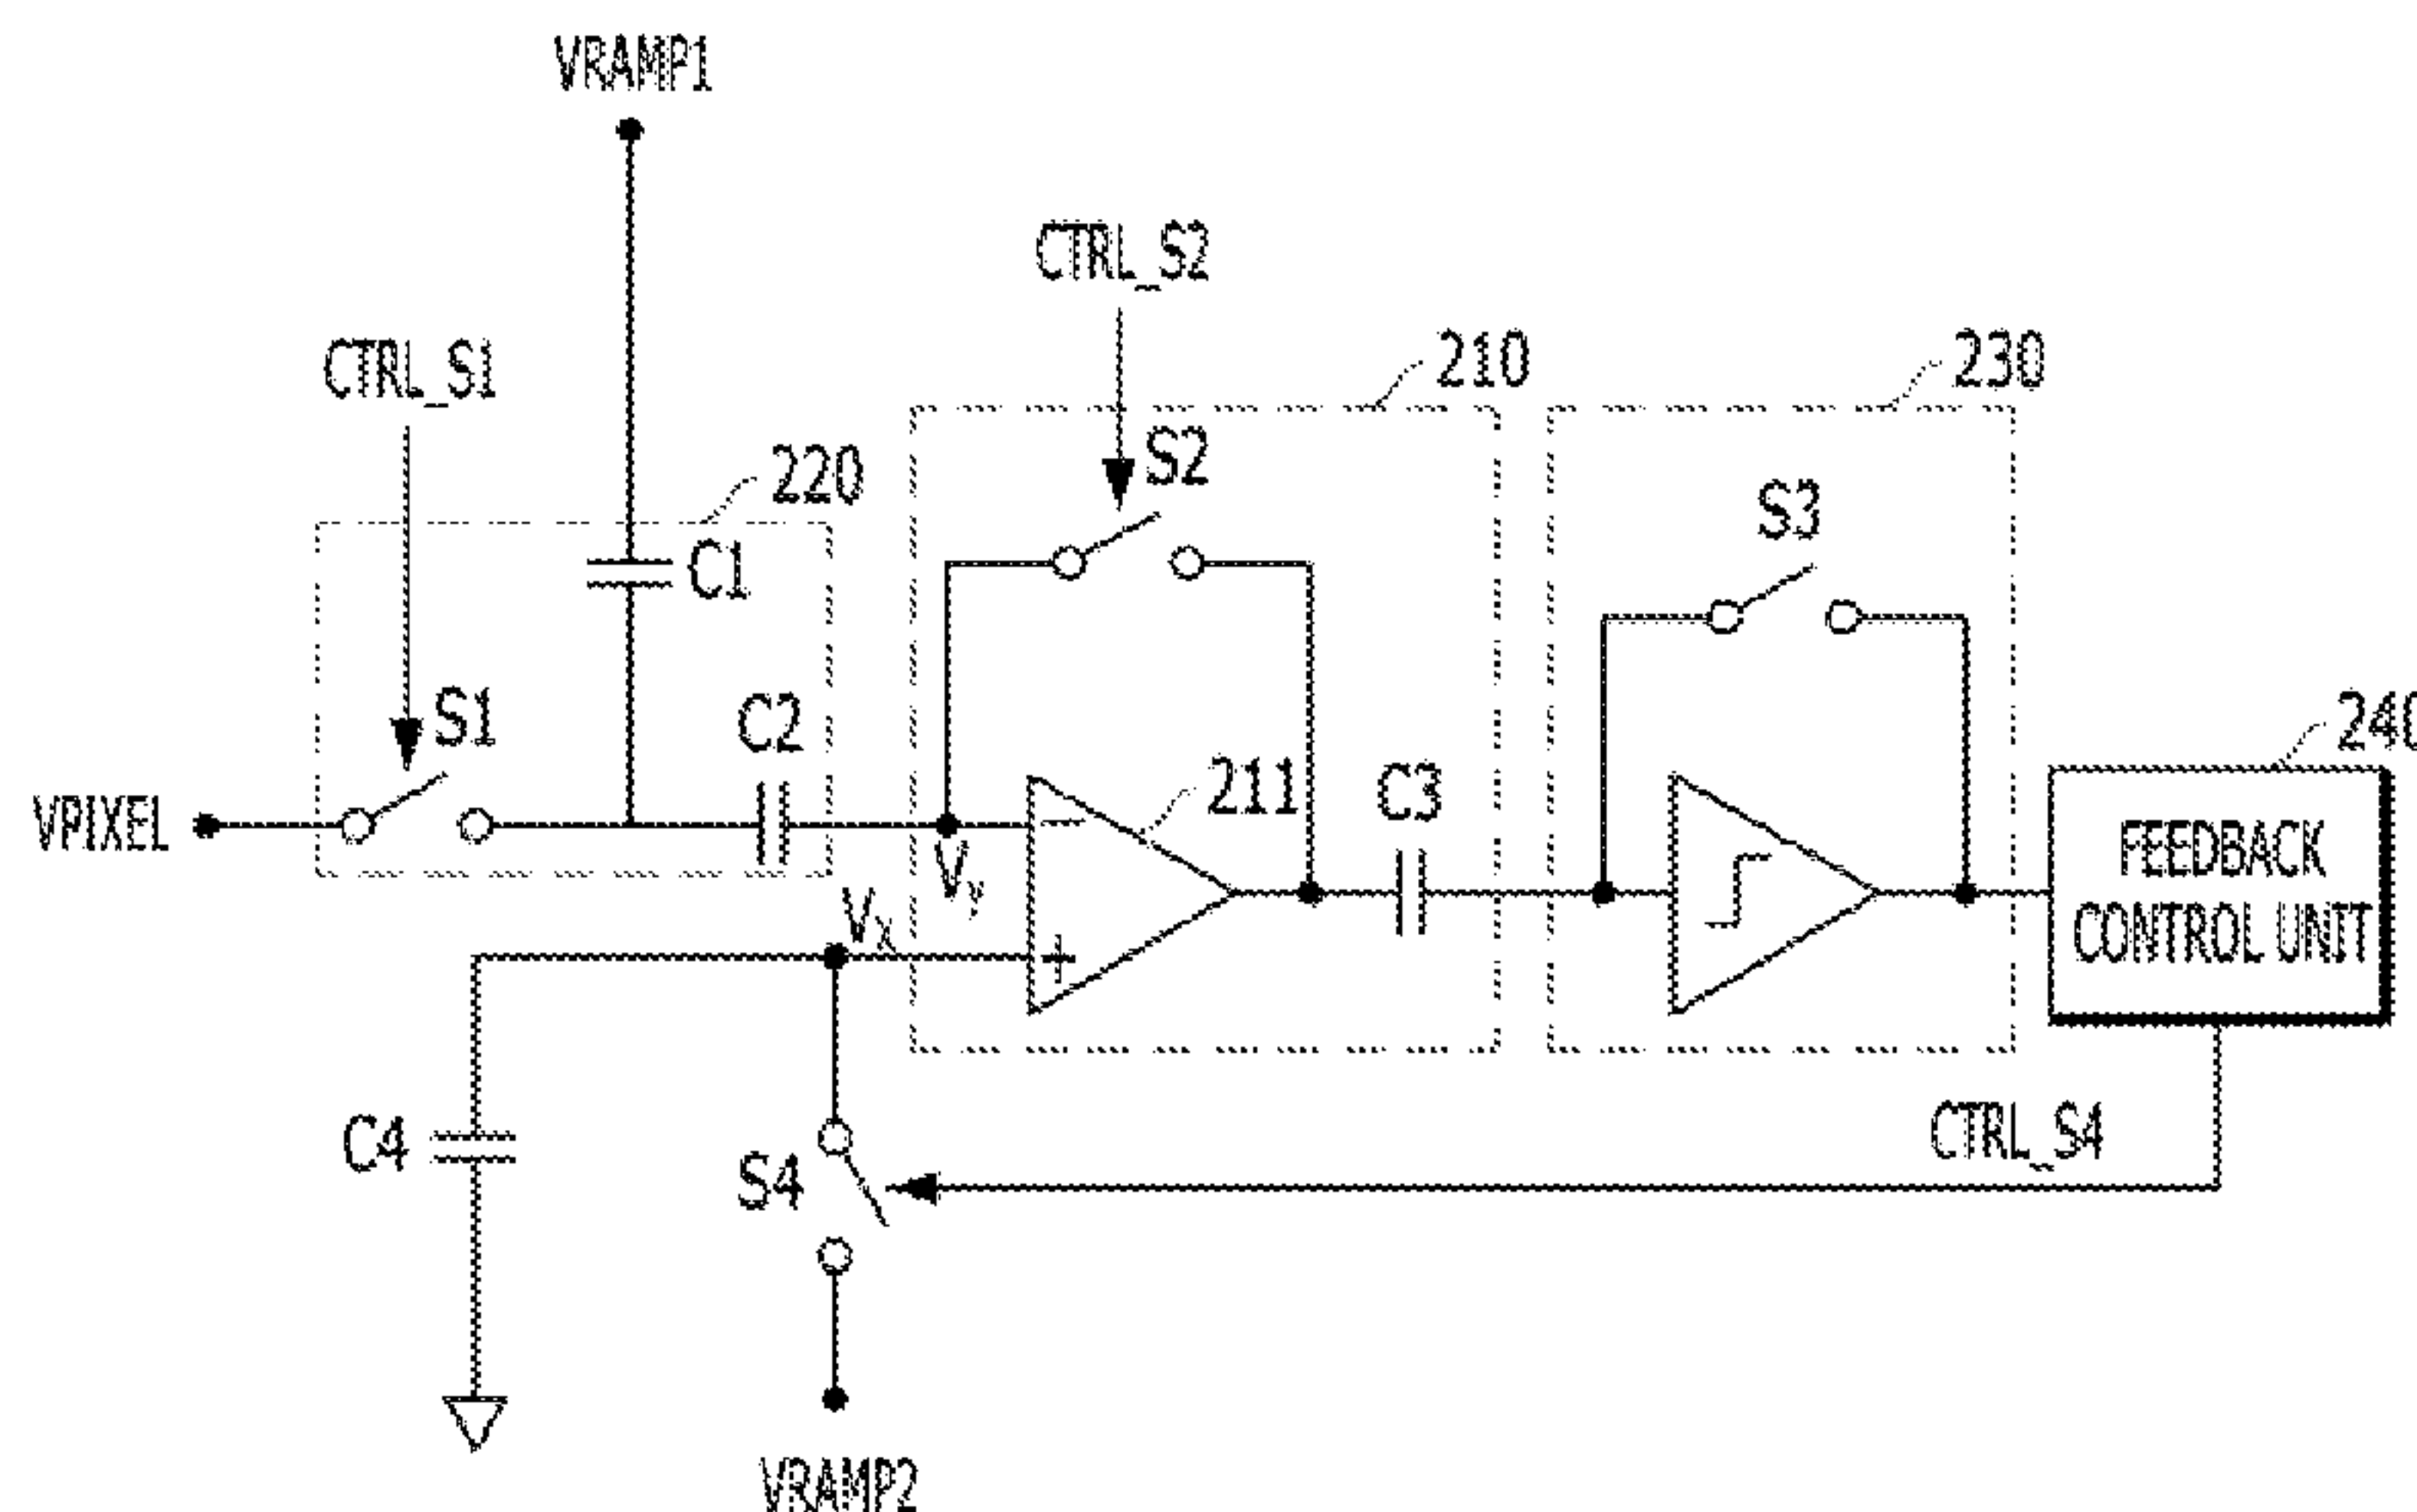 VRAMP1
CTRL_S2
CTRL_S1
210
230
S2
220
S3
C1
S1
C2
240
211
C3
VPIXEL
−
Vy
FEEDBACK
CONTROL UNIT
Vx
+
C4
CTRL_S4
S4
VRAMP2